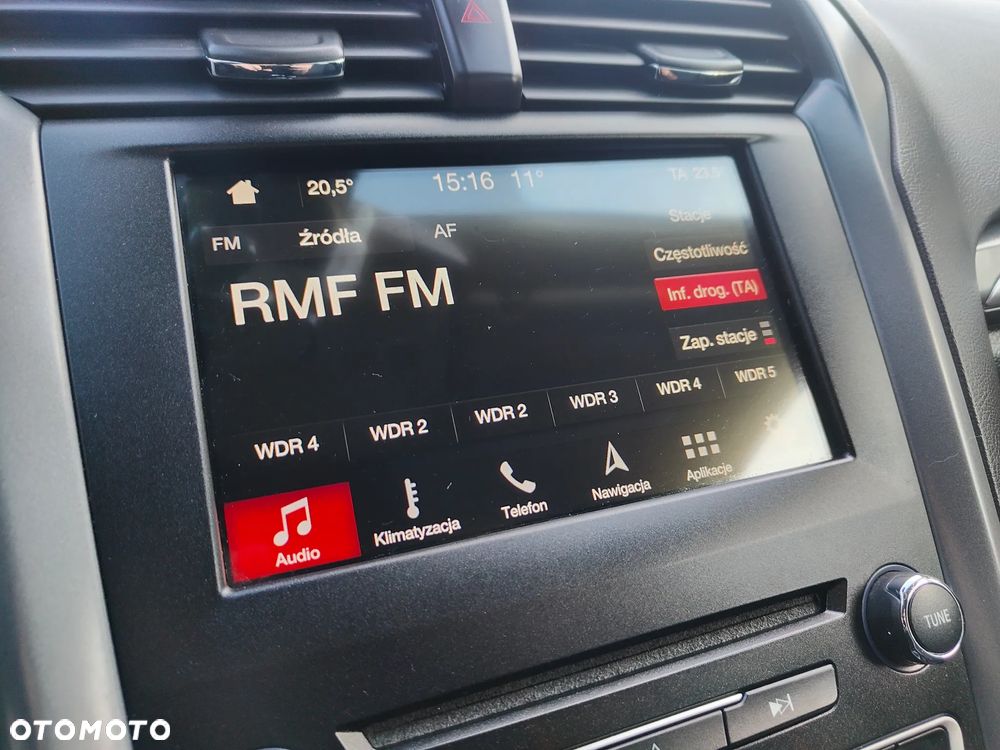 20,5° 15:16 11° TA 23,5°
FM źródła AF Stacje
Częstotliwość
RMF FM
Inf. drog. (TA)
Zap. stacje
WDR 4 WDR 2 WDR 2 WDR 3 WDR 4 WDR 5
Audio Klimatyzacja Telefon Nawigacja Aplikacje
TUNE
OTOMOTO